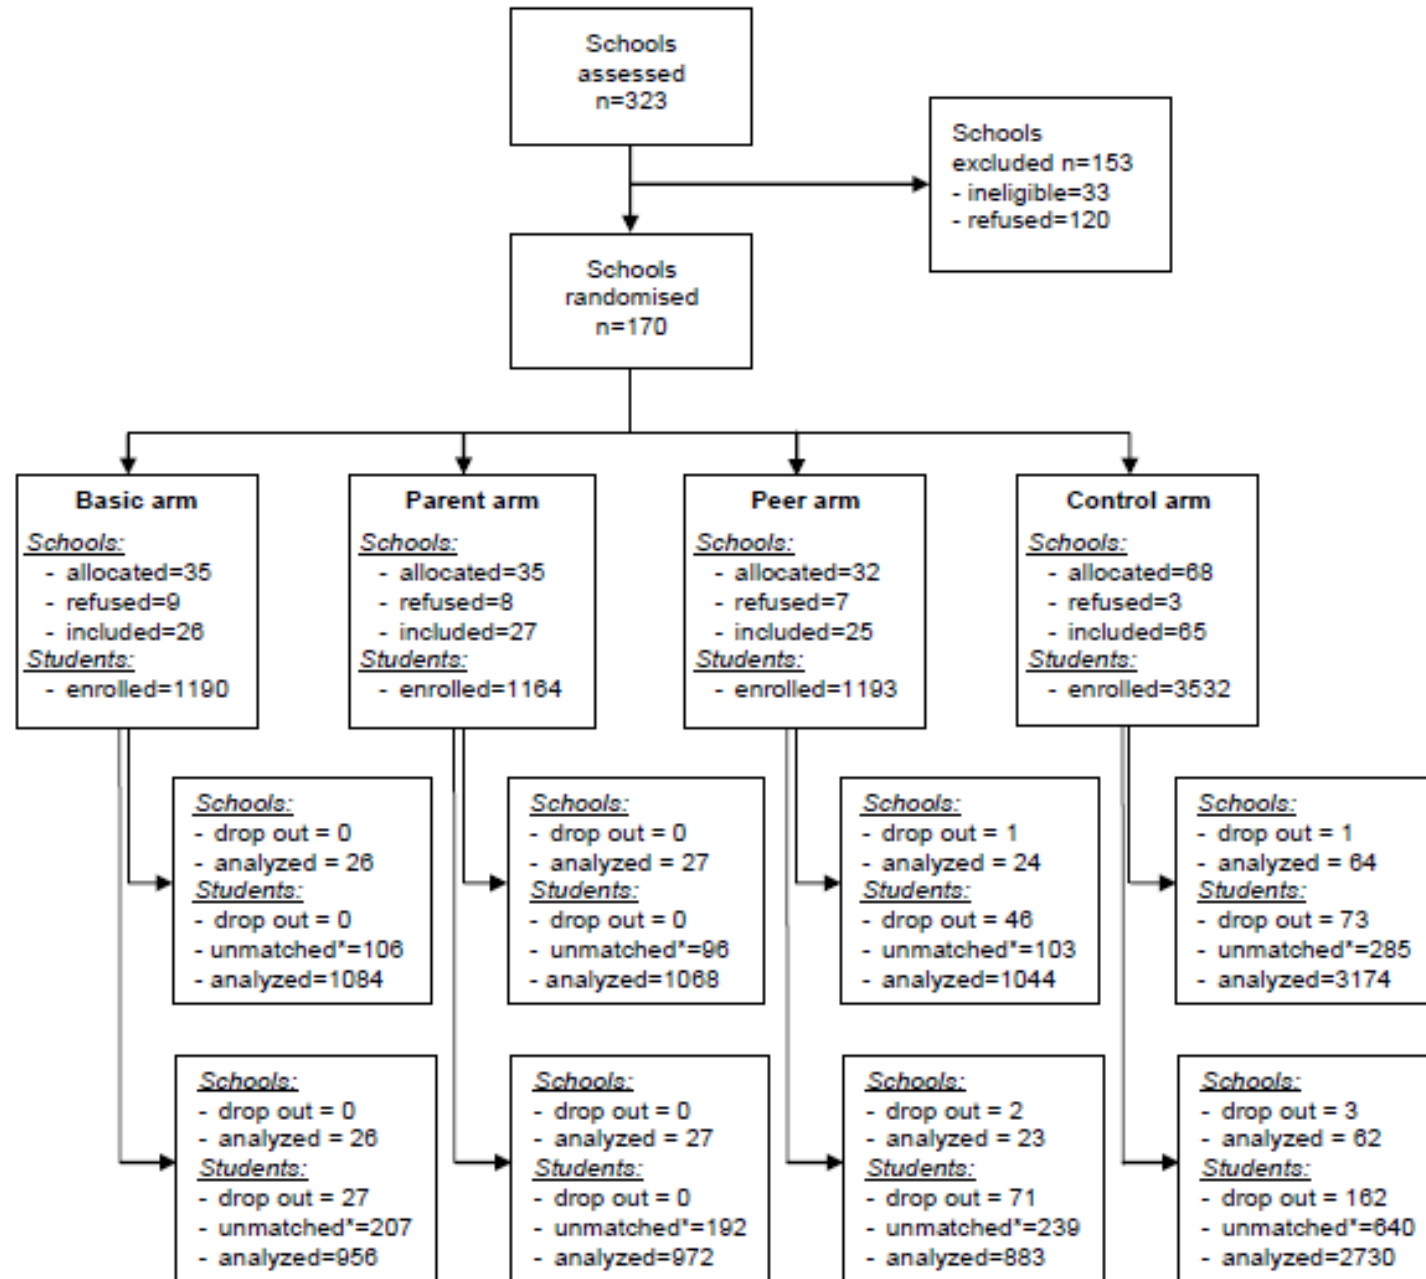 Schools
assessed
n=323
Schools
excluded n=153
- ineligible=33
- refused=120
Schools
randomised
n=170
Basic arm
Schools:
- allocated=35
- refused=9
- included=26
Students:
- enrolled=1190
Parent arm
Schools:
- allocated=35
- refused=8
- included=27
Students:
- enrolled=1164
Peer arm
Schools:
- allocated=32
- refused=7
- included=25
Students:
- enrolled=1193
Control arm
Schools:
- allocated=68
- refused=3
- included=65
Students:
- enrolled=3532
Schools:
- drop out = 0
- analyzed = 26
Students:
- drop out = 0
- unmatched*=106
- analyzed=1084
Schools:
- drop out = 0
- analyzed = 27
Students:
- drop out = 0
- unmatched*=96
- analyzed=1068
Schools:
- drop out = 1
- analyzed = 24
Students:
- drop out = 46
- unmatched*=103
- analyzed=1044
Schools:
- drop out = 1
- analyzed = 64
Students:
- drop out = 73
- unmatched*=285
- analyzed=3174
Schools:
- drop out = 0
- analyzed = 26
Students:
- drop out = 27
- unmatched*=207
- analyzed=956
Schools:
- drop out = 0
- analyzed = 27
Students:
- drop out = 0
- unmatched*=192
- analyzed=972
Schools:
- drop out = 2
- analyzed = 23
Students:
- drop out = 71
- unmatched*=239
- analyzed=883
Schools:
- drop out = 3
- analyzed = 62
Students:
- drop out = 162
- unmatched*=640
- analyzed=2730